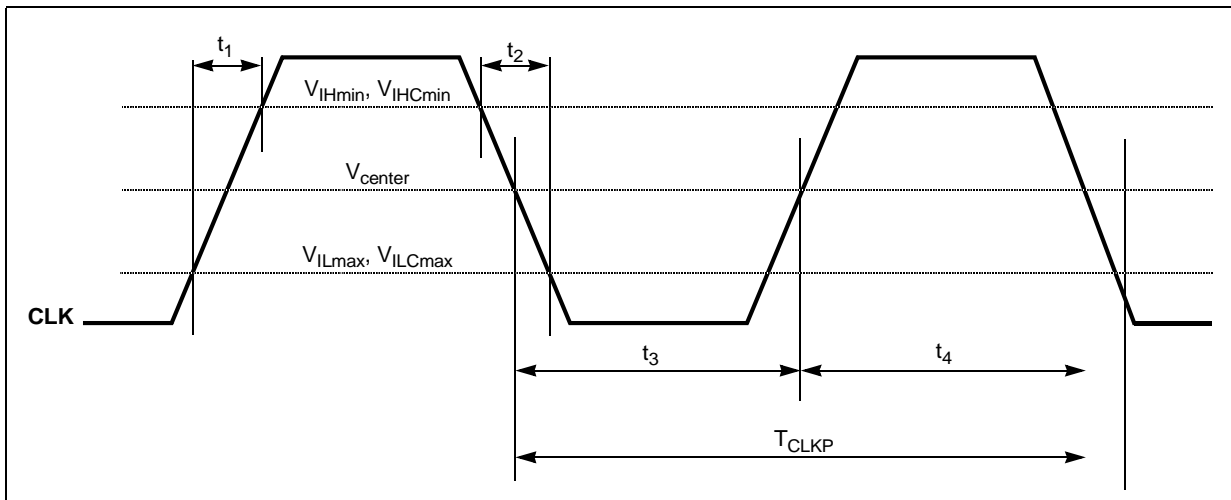 t1 t2
VIHmin, VIHCmin
Vcenter
VILmax, VILCmax
CLK
t3 t4
TCLKP